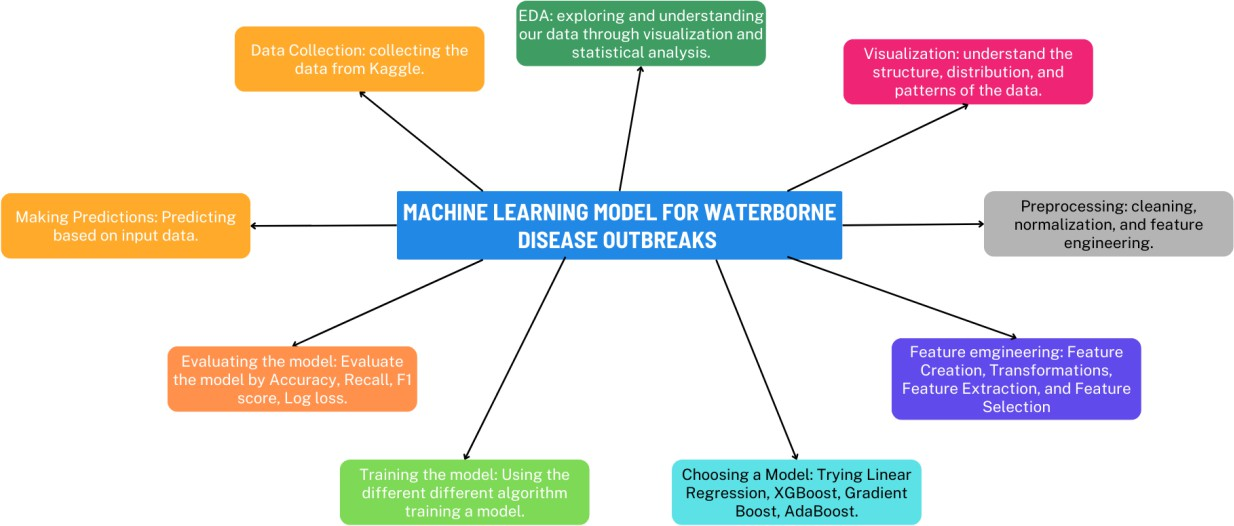 EDA: exploring and understanding
our data through visualization and
statistical analysis.
Data Collection: collecting the
data from Kaggle.
Visualization: understand the
structure, distribution, and
patterns of the data.
MACHINE LEARNING MODEL FOR WATERBORNE
DISEASE OUTBREAKS
Making Predictions: Predicting
based on input data.
Preprocessing: cleaning,
normalization, and feature
engineering.
Evaluating the model: Evaluate
the model by Accuracy, Recall, F1
score, Log loss.
Feature emgineering: Feature
Creation, Transformations,
Feature Extraction, and Feature
Selection
Training the model: Using the
different different algorithm
training a model.
Choosing a Model: Trying Linear
Regression, XGBoost, Gradient
Boost, AdaBoost.